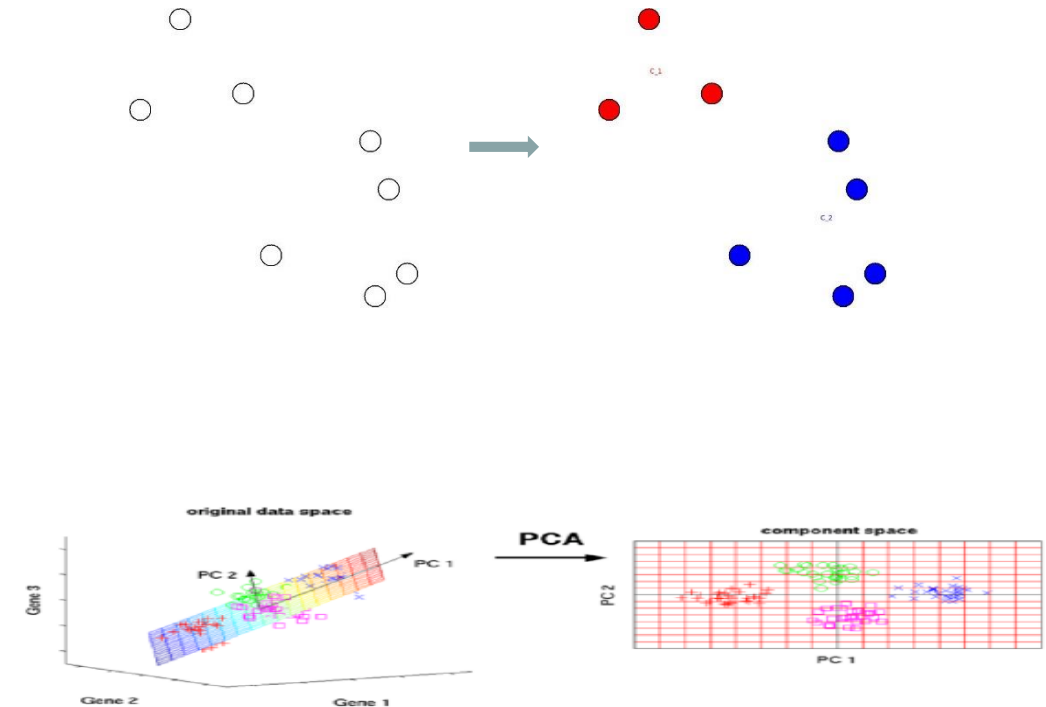 C_1
C_2
original data space
PC 2
PC 1
Gene 3
Gene 2
Gene 1
PCA
component space
PC 2
PC 1